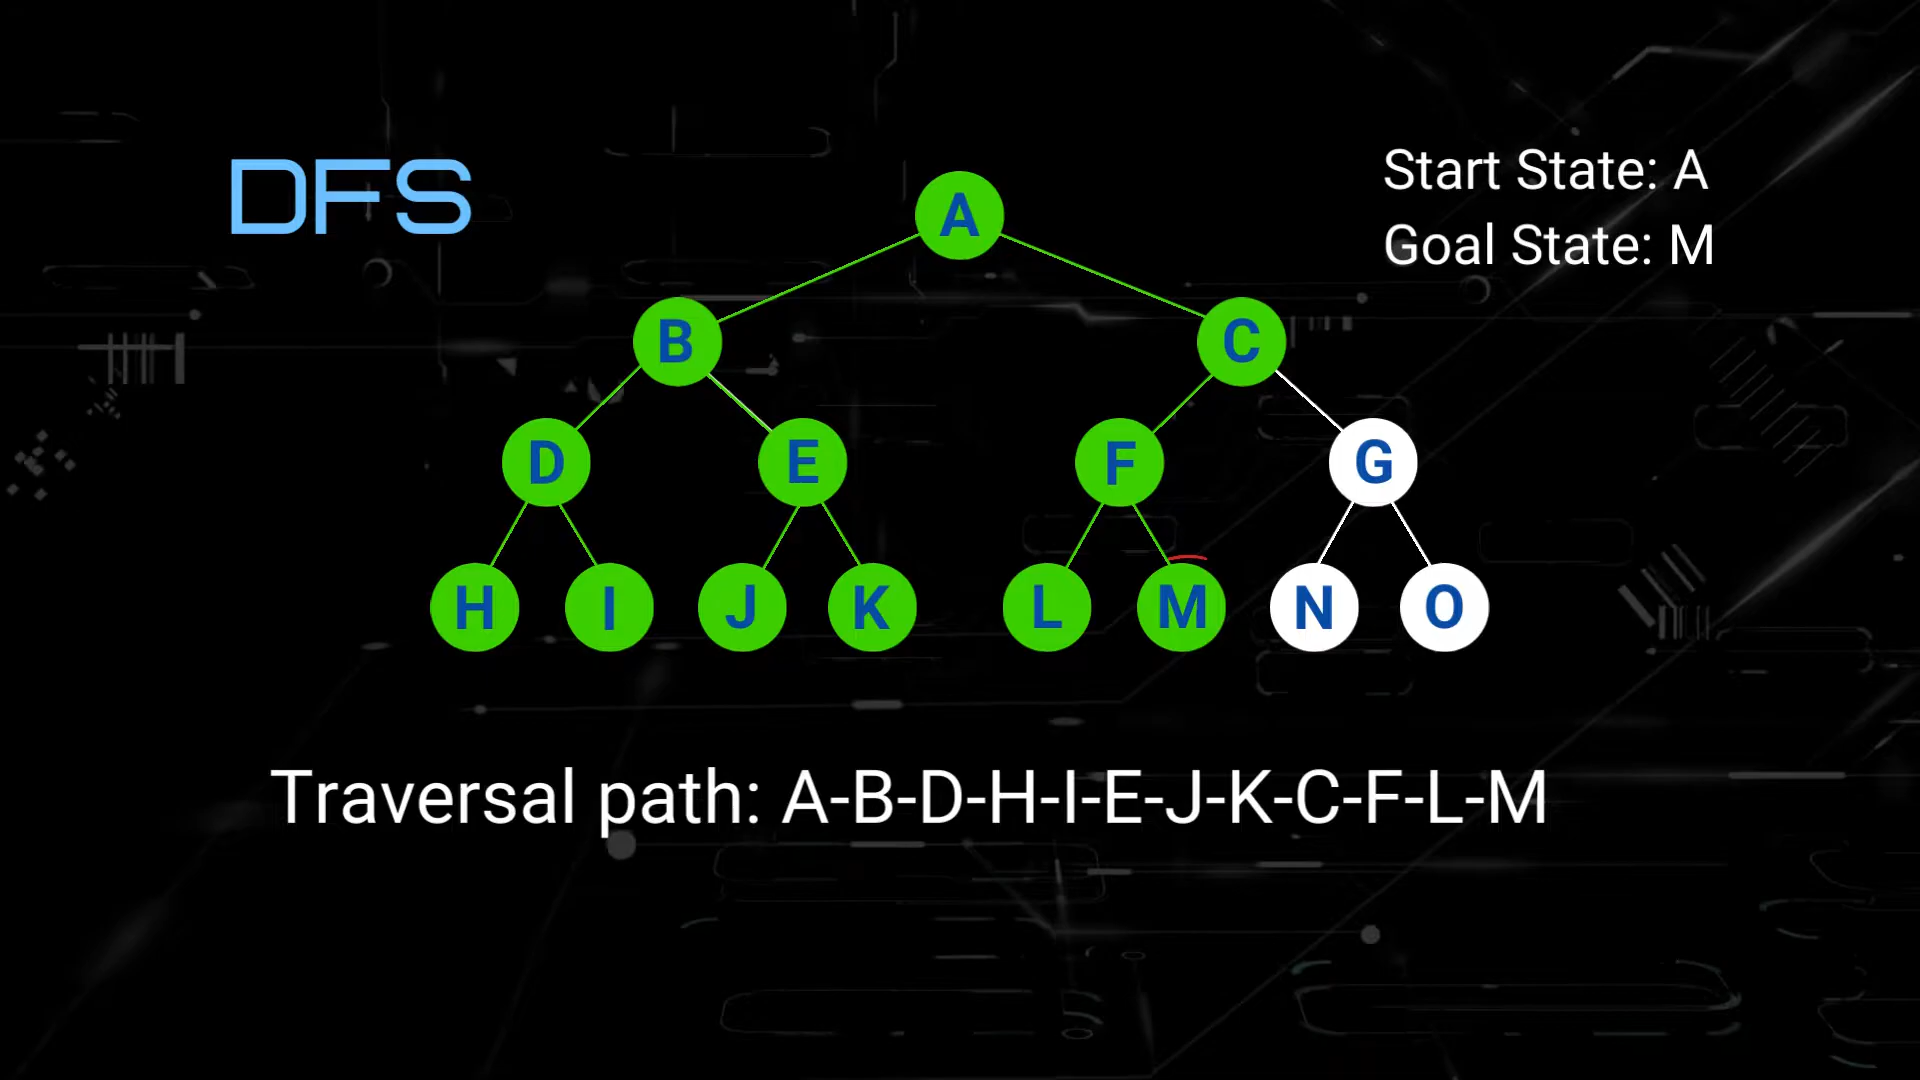 DFS
Start State: A
Goal State: M
A
B
C
D
E
F
G
H
I
J
K
L
M
N
O
Traversal path: A-B-D-H-I-E-J-K-C-F-L-M